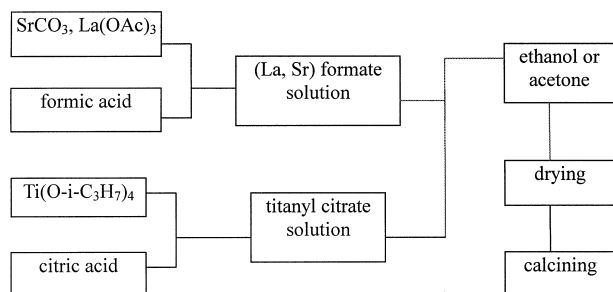 SrCO₃, La(OAc)₃
formic acid
(La, Sr) formate
solution
Ti(O-i-C₃H₇)₄
citric acid
titanyl citrate
solution
ethanol or
acetone
drying
calcining